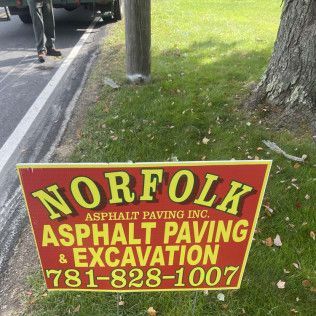 NORFOLK
ASPHALT PAVING INC.
ASPHALT PAVING
& EXCAVATION
781-828-1007